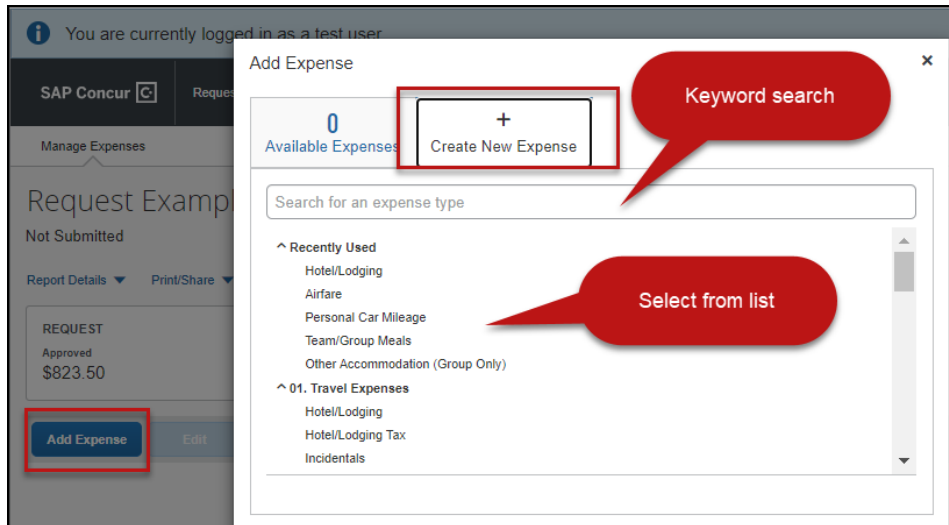 You are currently logged in as a test user
Add Expense
×
SAP Concur C
Reques
Keyword search
0
Available Expenses
+
Create New Expense
Manage Expenses
Request Exampl
Not Submitted
Search for an expense type
^ Recently Used
Hotel/Lodging
Airfare
Personal Car Mileage
Team/Group Meals
Other Accommodation (Group Only)
^ 01. Travel Expenses
Hotel/Lodging
Hotel/Lodging Tax
Incidentals
Select from list
Report Details
Print/Share
REQUEST
Approved
$823.50
Add Expense
Edit